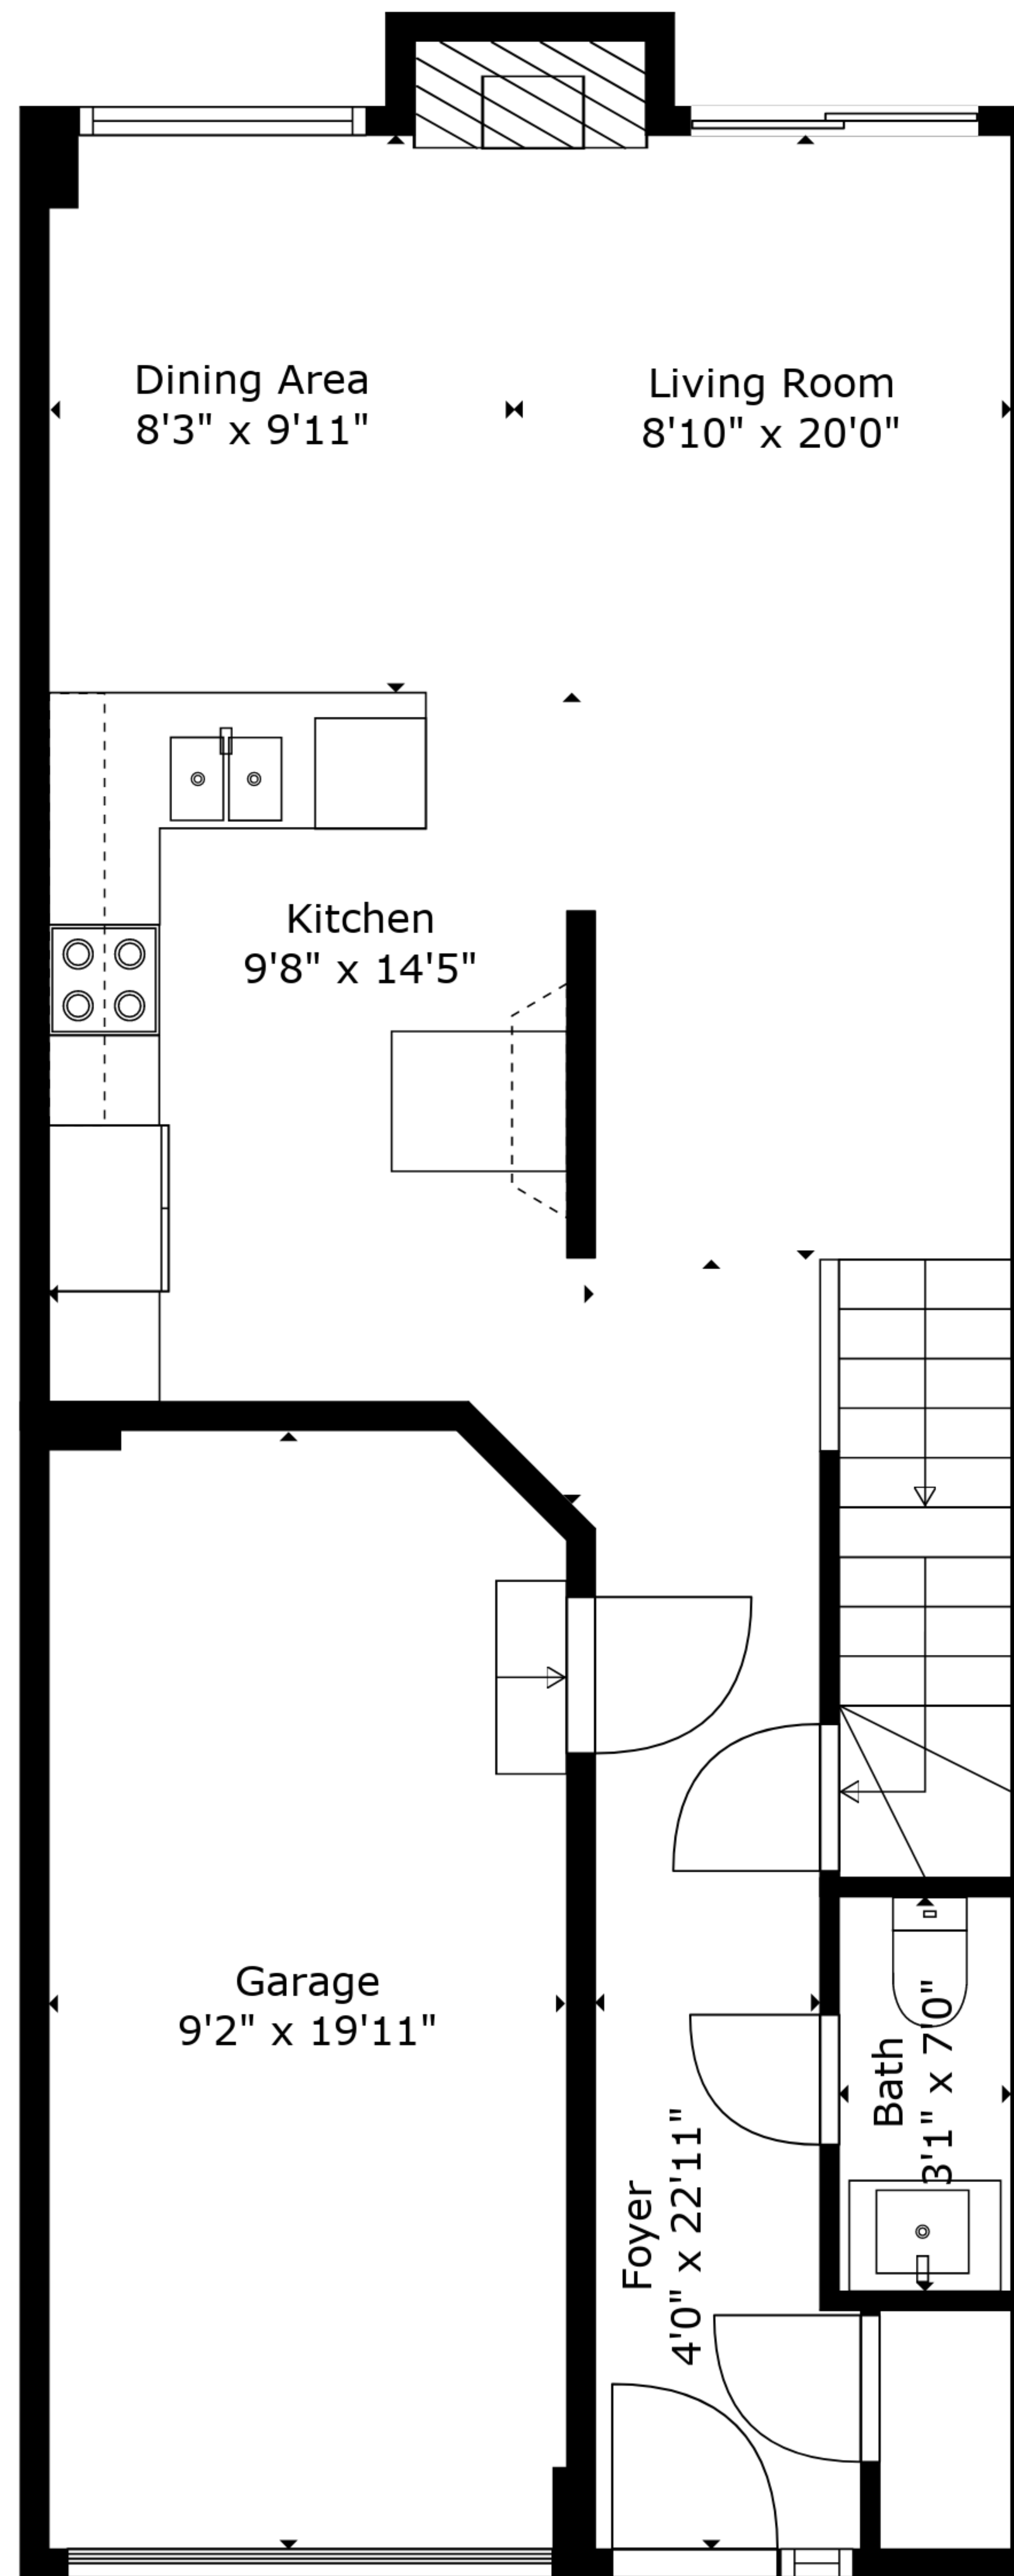 Dining Area
8'3" x 9'11"
Living Room
8'10" x 20'0"
Kitchen
9'8" x 14'5"
Garage
9'2" x 19'11"
Bath
3'1" x 7'0"
Foyer
4'0" x 22'11"